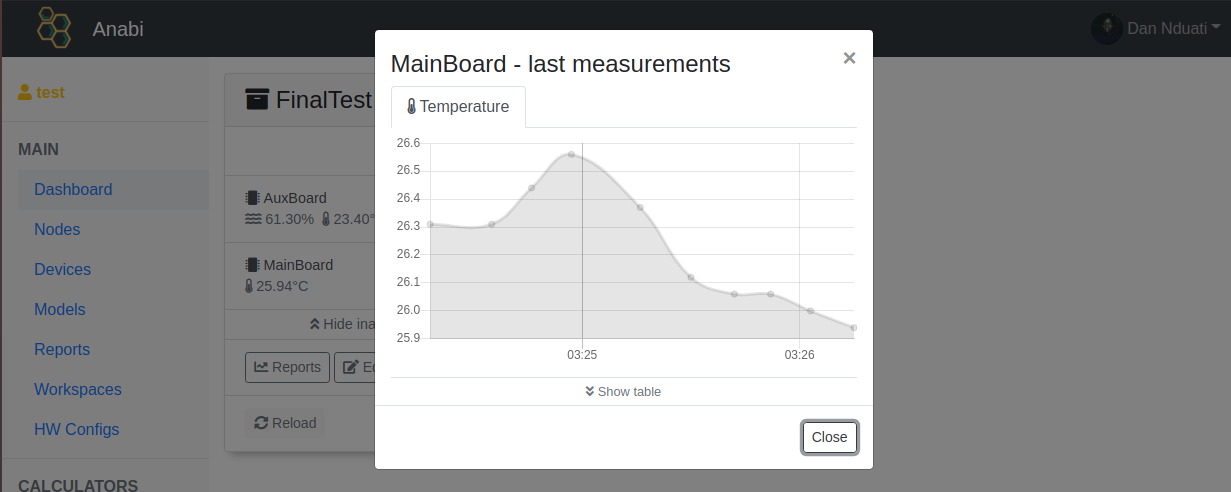 Anabi
Dan Nduati
test
MAIN
Dashboard
Nodes
Devices
Models
Reports
Workspaces
HW Configs
CALCULATORS
FinalTest
AuxBoard
61.30% 23.40°
MainBoard
25.94°C
Hide ina
Reports
Reload
MainBoard - last measurements
×
Temperature
26.6
26.5
26.4
26.3
26.2
26.1
26.0
25.9
03:25 03:26
Show table
Close